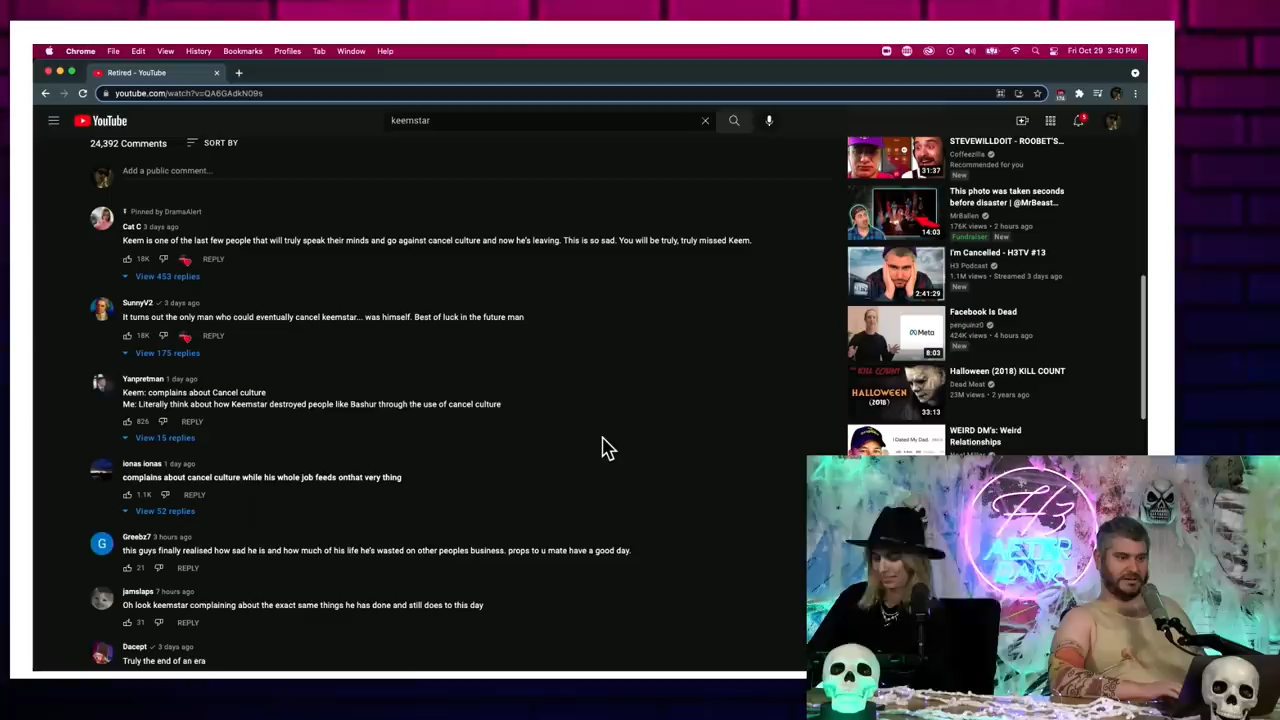 Chrome File Edit View History Bookmarks Profiles Tab Window Help
Fri Oct 29 3:40 PM
Retired - YouTube
youtube.com/watch?v=QA6GAdkN09s
YouTube
keemstar
5
24,392 Comments SORT BY
Add a public comment...
Pinned by DramaAlert
Cat C 3 days ago
Keem is one of the last few people that will truly speak their minds and go against cancel culture and now he's leaving. This is so sad. You will be truly, truly missed Keem.
18K REPLY
View 453 replies
SunnyV2 3 days ago
It turns out the only man who could eventually cancel keemstar... was himself. Best of luck in the future man
18K REPLY
View 175 replies
Yanpretman 1 day ago
Keem: complains about Cancel culture
Me: Literally think about how Keemstar destroyed people like Bashur through the use of cancel culture
826 REPLY
View 15 replies
ionas ionas 1 day ago
complains about cancel culture while his whole job feeds onthat very thing
1.1K REPLY
View 52 replies
G
Greebz7 3 hours ago
this guys finally realised how sad he is and how much of his life he's wasted on other peoples business. props to u mate have a good day.
21 REPLY
jamslaps 7 hours ago
Oh look keemstar complaining about the exact same things he has done and still does to this day
31 REPLY
Dacept 3 days ago
Truly the end of an era
STEVEWILLDOIT - ROOBET'S...
Coffeezilla
Recommended for you
New
31:37
This photo was taken seconds
before disaster | @MrBeast...
MrBallen
176K views • 2 hours ago
Fundraiser New
14:03
I'm Cancelled - H3TV #13
H3 Podcast
1.1M views • Streamed 3 days ago
New
2:41:29
Facebook Is Dead
penguinz0
424K views • 4 hours ago
New
Meta
8:03
Halloween (2018) KILL COUNT
Dead Meat
23M views • 2 years ago
KILL COUNT
HALLOWEEN
(2018)
33:13
WEIRD DM's: Weird
Relationships
I Dated My Dad.
H3
AFTER
DARK